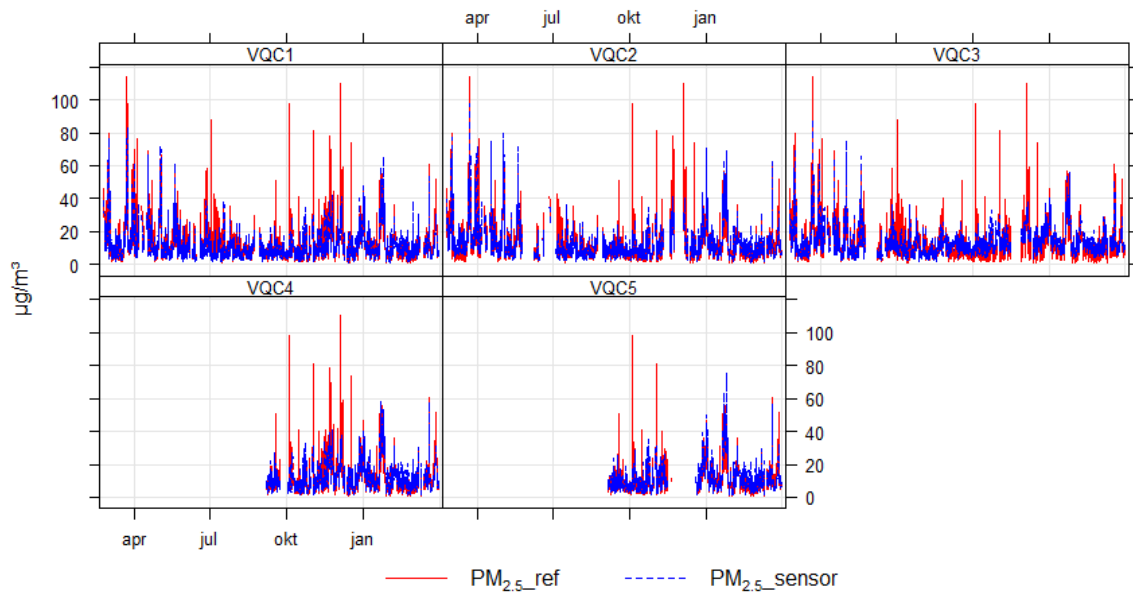 apr jul okt jan
VQC1 VQC2 VQC3
100
80
60
40
20
0
µg/m³
VQC4 VQC5
100
80
60
40
20
0
apr jul okt jan
PM₂.₅_ref PM₂.₅_sensor